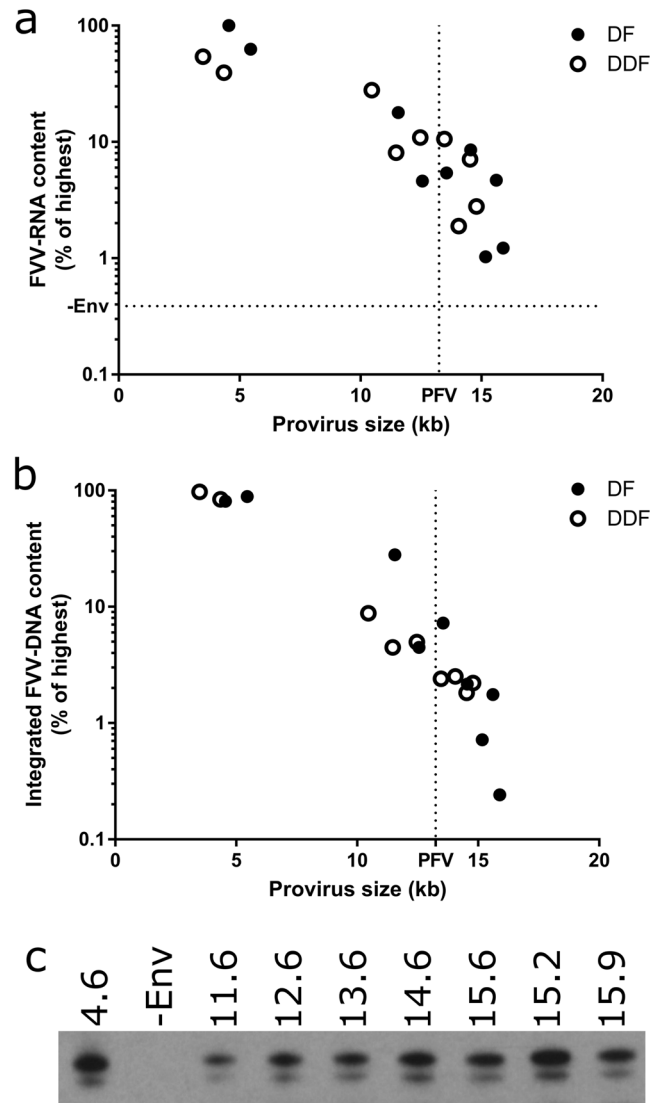 a
FVV-RNA content
(% of highest)
100
10
1
-Env
0.1
0
5
10
PFV
15
20
Provirus size (kb)
DF
DDF
b
Integrated FVV-DNA content
(% of highest)
100
10
1
0.1
0
5
10
PFV
15
20
Provirus size (kb)
DF
DDF
c
4.6
-Env
11.6
12.6
13.6
14.6
15.6
15.2
15.9